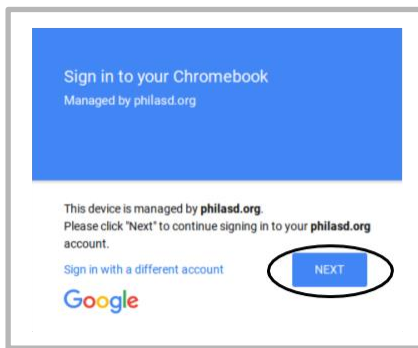 Sign in to your Chromebook
Managed by philasd.org
This device is managed by philasd.org.
Please click "Next" to continue signing in to your philasd.org
account.
Sign in with a different account
NEXT
Google